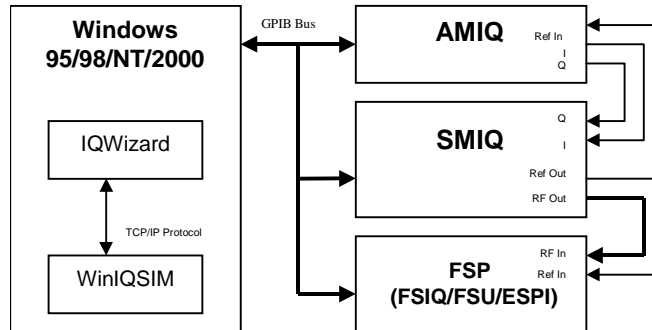 Windows
95/98/NT/2000
IQWizard
TCP/IP Protocol
WinIQSIM
GPIB Bus
AMIQ
Ref In
I
Q
SMIQ
Q
I
Ref Out
RF Out
FSP
(FSIQ/FSU/ESPI)
RF In
Ref In